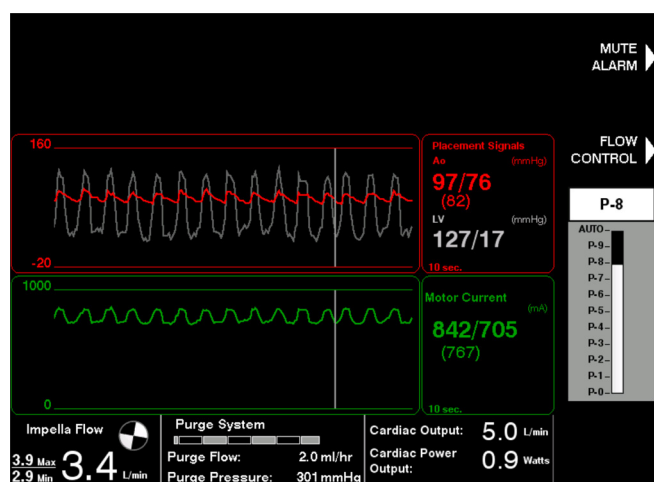 MUTE
ALARM
160
-20
Placement Signals
Ao (mmHg)
97/76
(82)
LV (mmHg)
127/17
10 sec.
FLOW
CONTROL
P-8
AUTO
P-9
P-8
P-7
P-6
P-5
P-4
P-3
P-2
P-1
P-0
1000
0
Motor Current
(mA)
842/705
(767)
10 sec.
Impella Flow
3.9 Max
2.9 Min
3.4 L/min
Purge System
Purge Flow: 2.0 ml/hr
Purge Pressure: 301 mmHg
Cardiac Output: 5.0 L/min
Cardiac Power
Output: 0.9 Watts